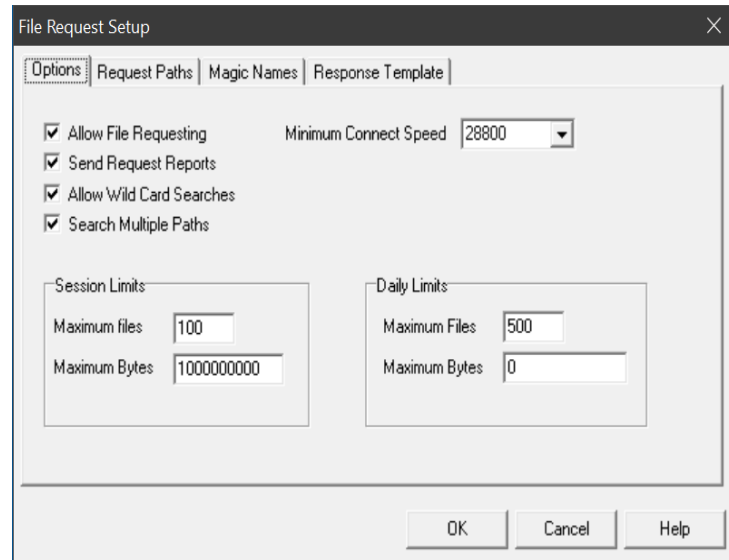 File Request Setup
Options Request Paths Magic Names Response Template
Allow File Requesting Minimum Connect Speed 28800
Send Request Reports
Allow Wild Card Searches
Search Multiple Paths
Session Limits
Maximum files 100
Maximum Bytes 1000000000
Daily Limits
Maximum Files 500
Maximum Bytes 0
OK Cancel Help